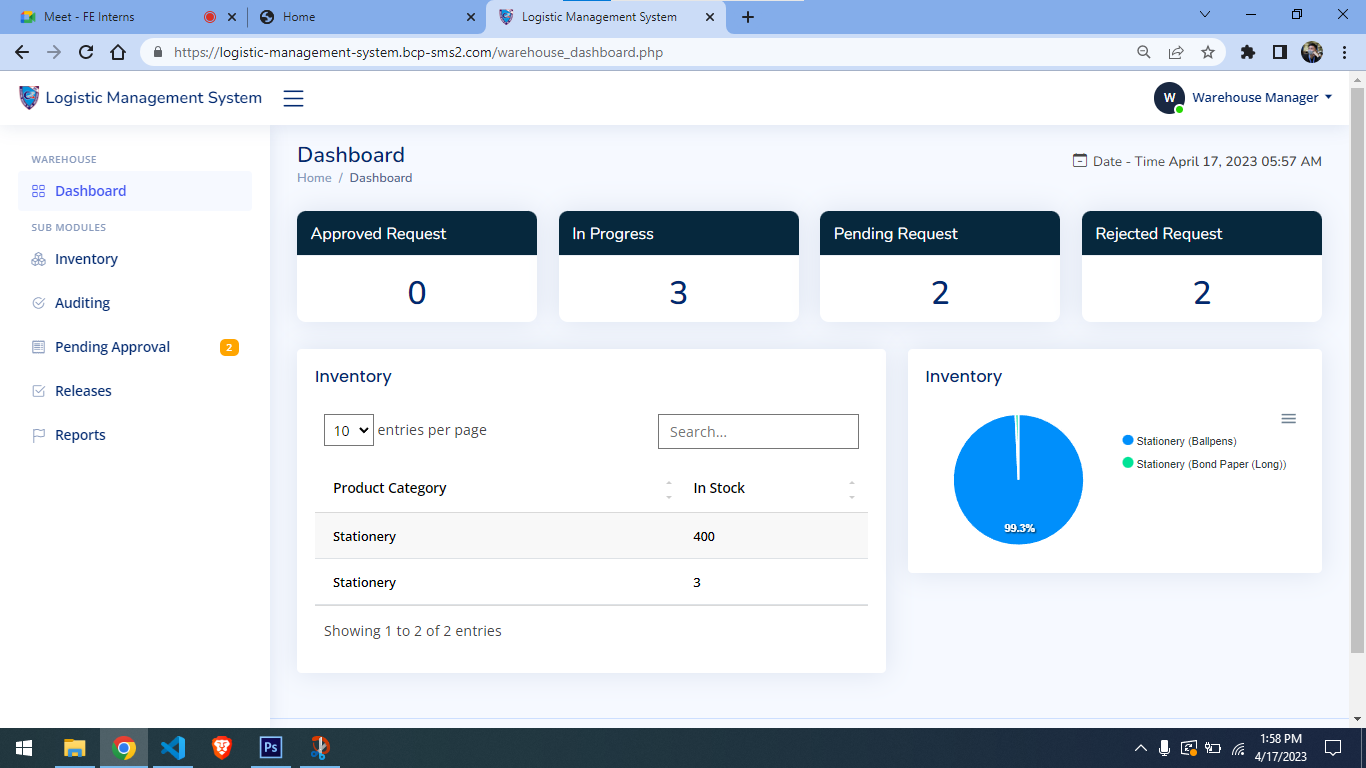 Meet - FE Interns
Home
Logistic Management System
https://logistic-management-system.bcp-sms2.com/warehouse_dashboard.php
Logistic Management System
W
Warehouse Manager
WAREHOUSE
Dashboard
SUB MODULES
Inventory
Auditing
Pending Approval 2
Releases
Reports
Dashboard
Home / Dashboard
Date - Time April 17, 2023 05:57 AM
Approved Request
0
In Progress
3
Pending Request
2
Rejected Request
2
Inventory
10 entries per page
Search...
Product Category In Stock
Stationery 400
Stationery 3
Showing 1 to 2 of 2 entries
Inventory
99.3%
Stationery (Ballpens)
Stationery (Bond Paper (Long))
Ps
1:58 PM
4/17/2023